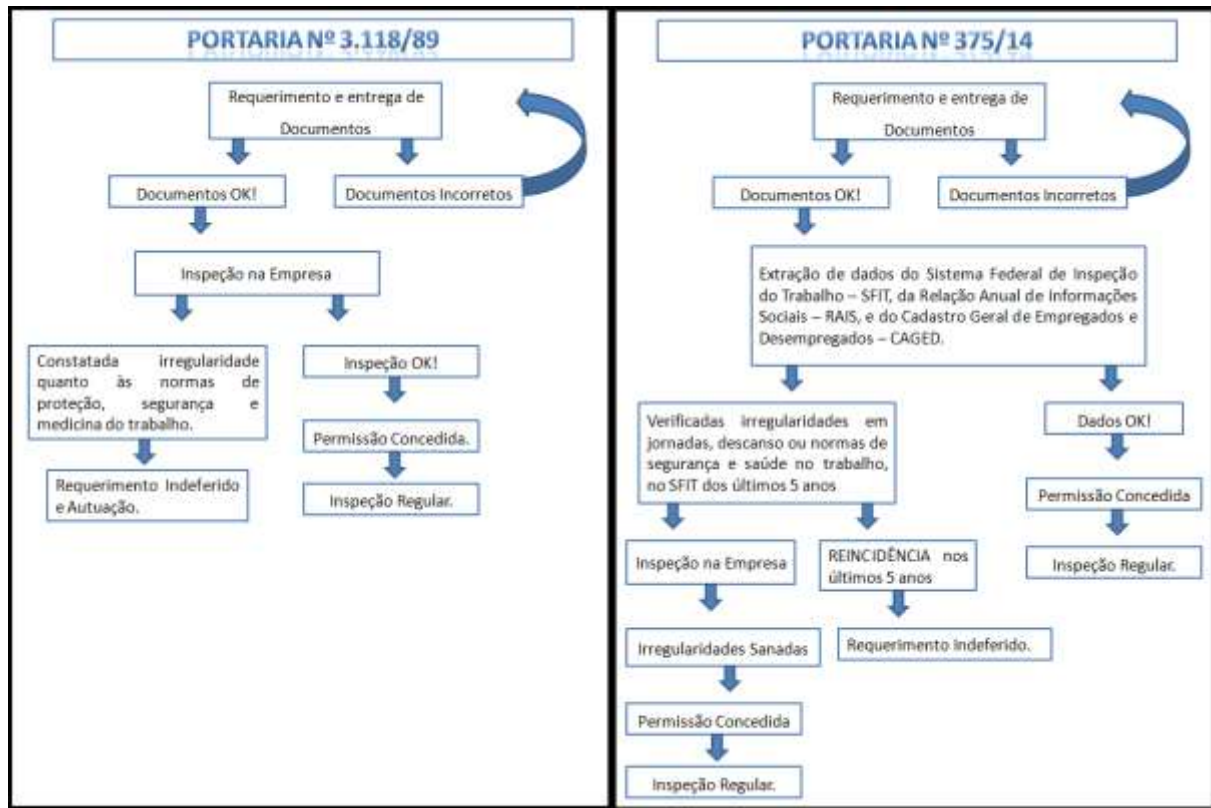 PORTARIA Nº 3.118/89
Requerimento e entrega de
Documentos
Documentos OK!
Documentos Incorretos
Inspeção na Empresa
Constatada irregularidade
quanto às normas de
proteção, segurança e
medicina do trabalho.
Inspeção OK!
Permissão Concedida.
Requerimento Indeferido
e Autuação.
Inspeção Regular.
PORTARIA Nº 375/14
Requerimento e entrega de
Documentos
Documentos OK!
Documentos Incorretos
Extração de dados do Sistema Federal de Inspeção
do Trabalho – SFIT, da Relação Anual de Informações
Sociais – RAIS, e do Cadastro Geral de Empregados e
Desempregados – CAGED.
Verificadas irregularidades em
jornadas, descanso ou normas de
segurança e saúde no trabalho,
no SFIT dos últimos 5 anos
Dados OK!
Permissão Concedida
Inspeção Regular.
Inspeção na Empresa
REINCIDÊNCIA nos
últimos 5 anos
Irregularidades Sanadas
Requerimento Indeferido.
Permissão Concedida
Inspeção Regular.